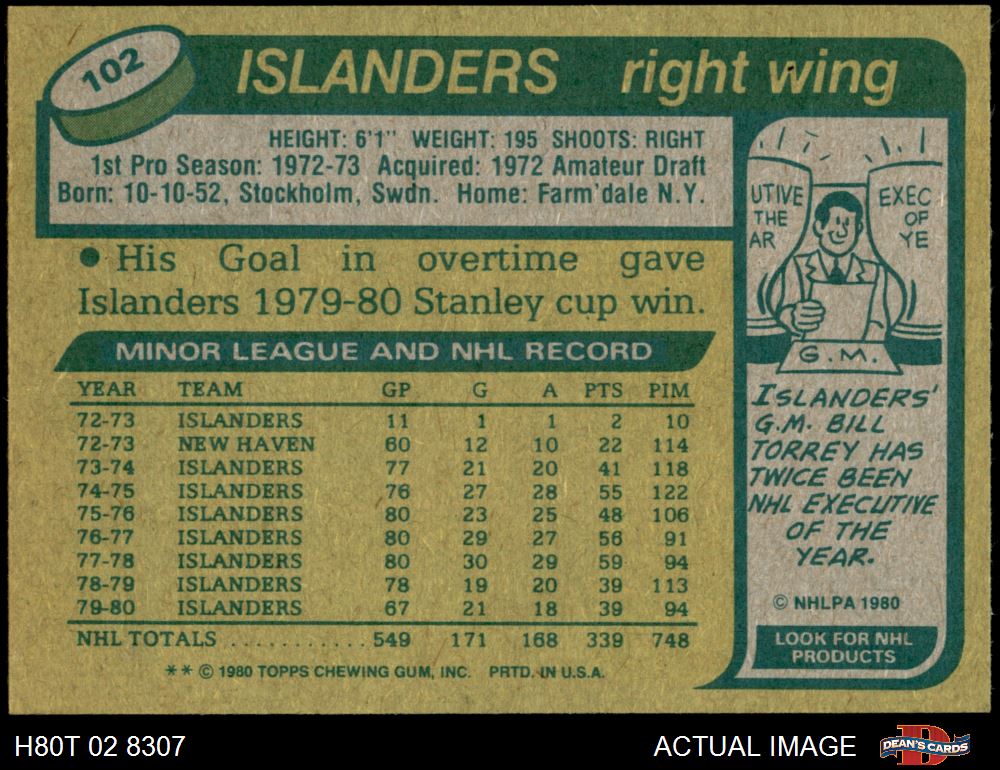 102
ISLANDERS right wing
HEIGHT: 6'1" WEIGHT: 195 SHOOTS: RIGHT
1st Pro Season: 1972-73 Acquired: 1972 Amateur Draft
Born: 10-10-52, Stockholm, Swdn. Home: Farm'dale N.Y.
• His Goal in overtime gave
Islanders 1979-80 Stanley cup win.
MINOR LEAGUE AND NHL RECORD
YEAR TEAM GP G A PTS PIM
72-73 ISLANDERS 11 1 1 2 10
72-73 NEW HAVEN 60 12 10 22 114
73-74 ISLANDERS 77 21 20 41 118
74-75 ISLANDERS 76 27 28 55 122
75-76 ISLANDERS 80 23 25 48 106
76-77 ISLANDERS 80 29 27 56 91
77-78 ISLANDERS 80 30 29 59 94
78-79 ISLANDERS 78 19 20 39 113
79-80 ISLANDERS 67 21 18 39 94
NHL TOTALS ............ 549 171 168 339 748
** © 1980 TOPPS CHEWING GUM, INC. PRTD. IN U.S.A.
UTIVE
THE
AR
EXEC
OF
YE
G.M.
ISLANDERS'
G.M. BILL
TORREY HAS
TWICE BEEN
NHL EXECUTIVE
OF THE
YEAR.
© NHLPA 1980
LOOK FOR NHL
PRODUCTS
H80T 02 8307
ACTUAL IMAGE
DEAN'S CARDS